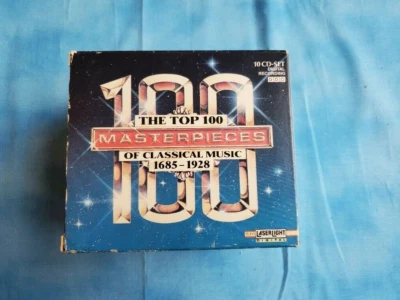 10 CD-SET
DIGITAL
RECORDING
100
THE TOP 100
MASTERPIECES
OF CLASSICAL MUSIC
1685-1928
LASERLIGHT